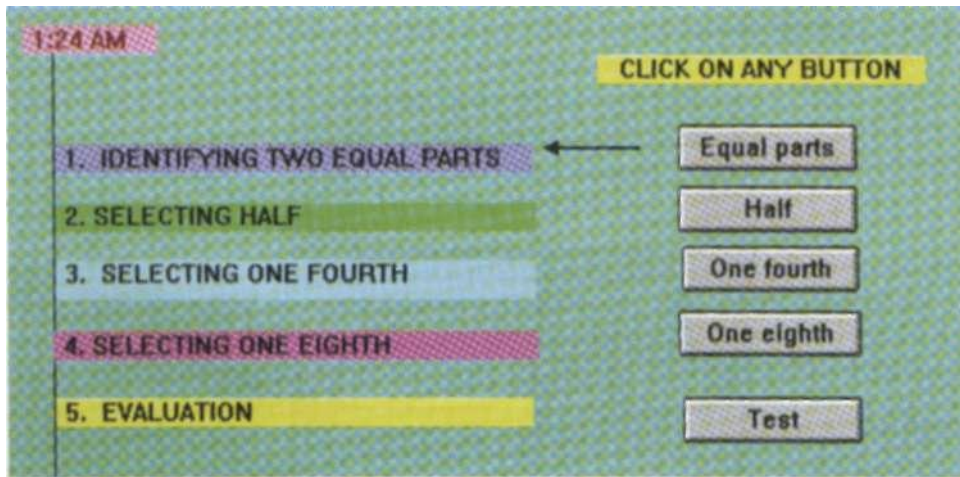 1:24 AM
CLICK ON ANY BUTTON
1. IDENTIFYING TWO EQUAL PARTS
Equal parts
2. SELECTING HALF
Half
3. SELECTING ONE FOURTH
One fourth
4. SELECTING ONE EIGHTH
One eighth
5. EVALUATION
Test